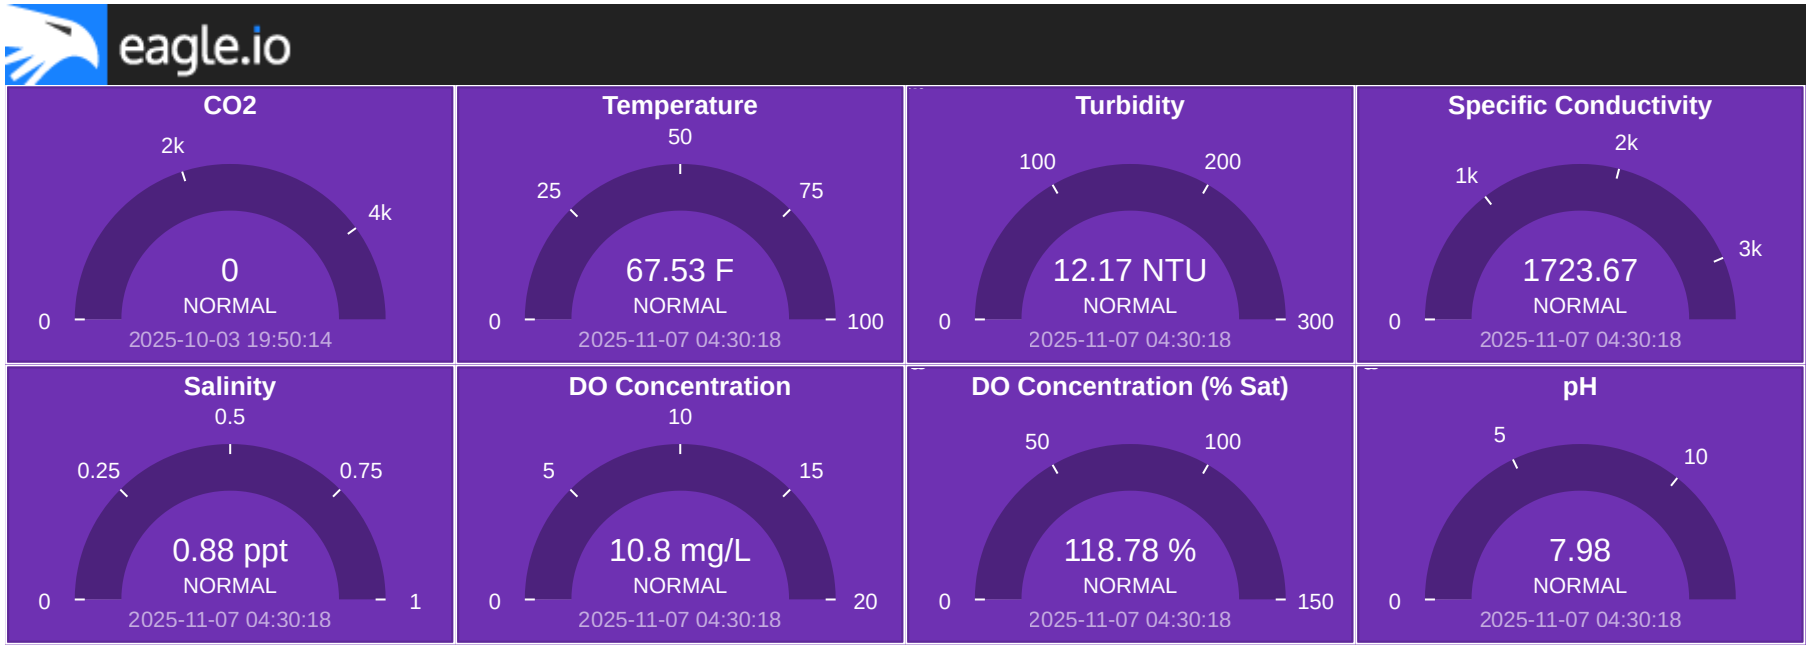 eagle.io
CO2
2k
4k
0
NORMAL
0
2025-10-03 19:50:14
Temperature
50
25
75
67.53 F
NORMAL
0
100
2025-11-07 04:30:18
Turbidity
100
200
12.17 NTU
NORMAL
0
300
2025-11-07 04:30:18
Specific Conductivity
2k
1k
3k
1723.67
NORMAL
0
2025-11-07 04:30:18
Salinity
0.5
0.25
0.75
0.88 ppt
NORMAL
0
1
2025-11-07 04:30:18
DO Concentration
10
5
15
10.8 mg/L
NORMAL
0
20
2025-11-07 04:30:18
DO Concentration (% Sat)
50
100
118.78 %
NORMAL
0
150
2025-11-07 04:30:18
pH
5
10
7.98
NORMAL
0
2025-11-07 04:30:18